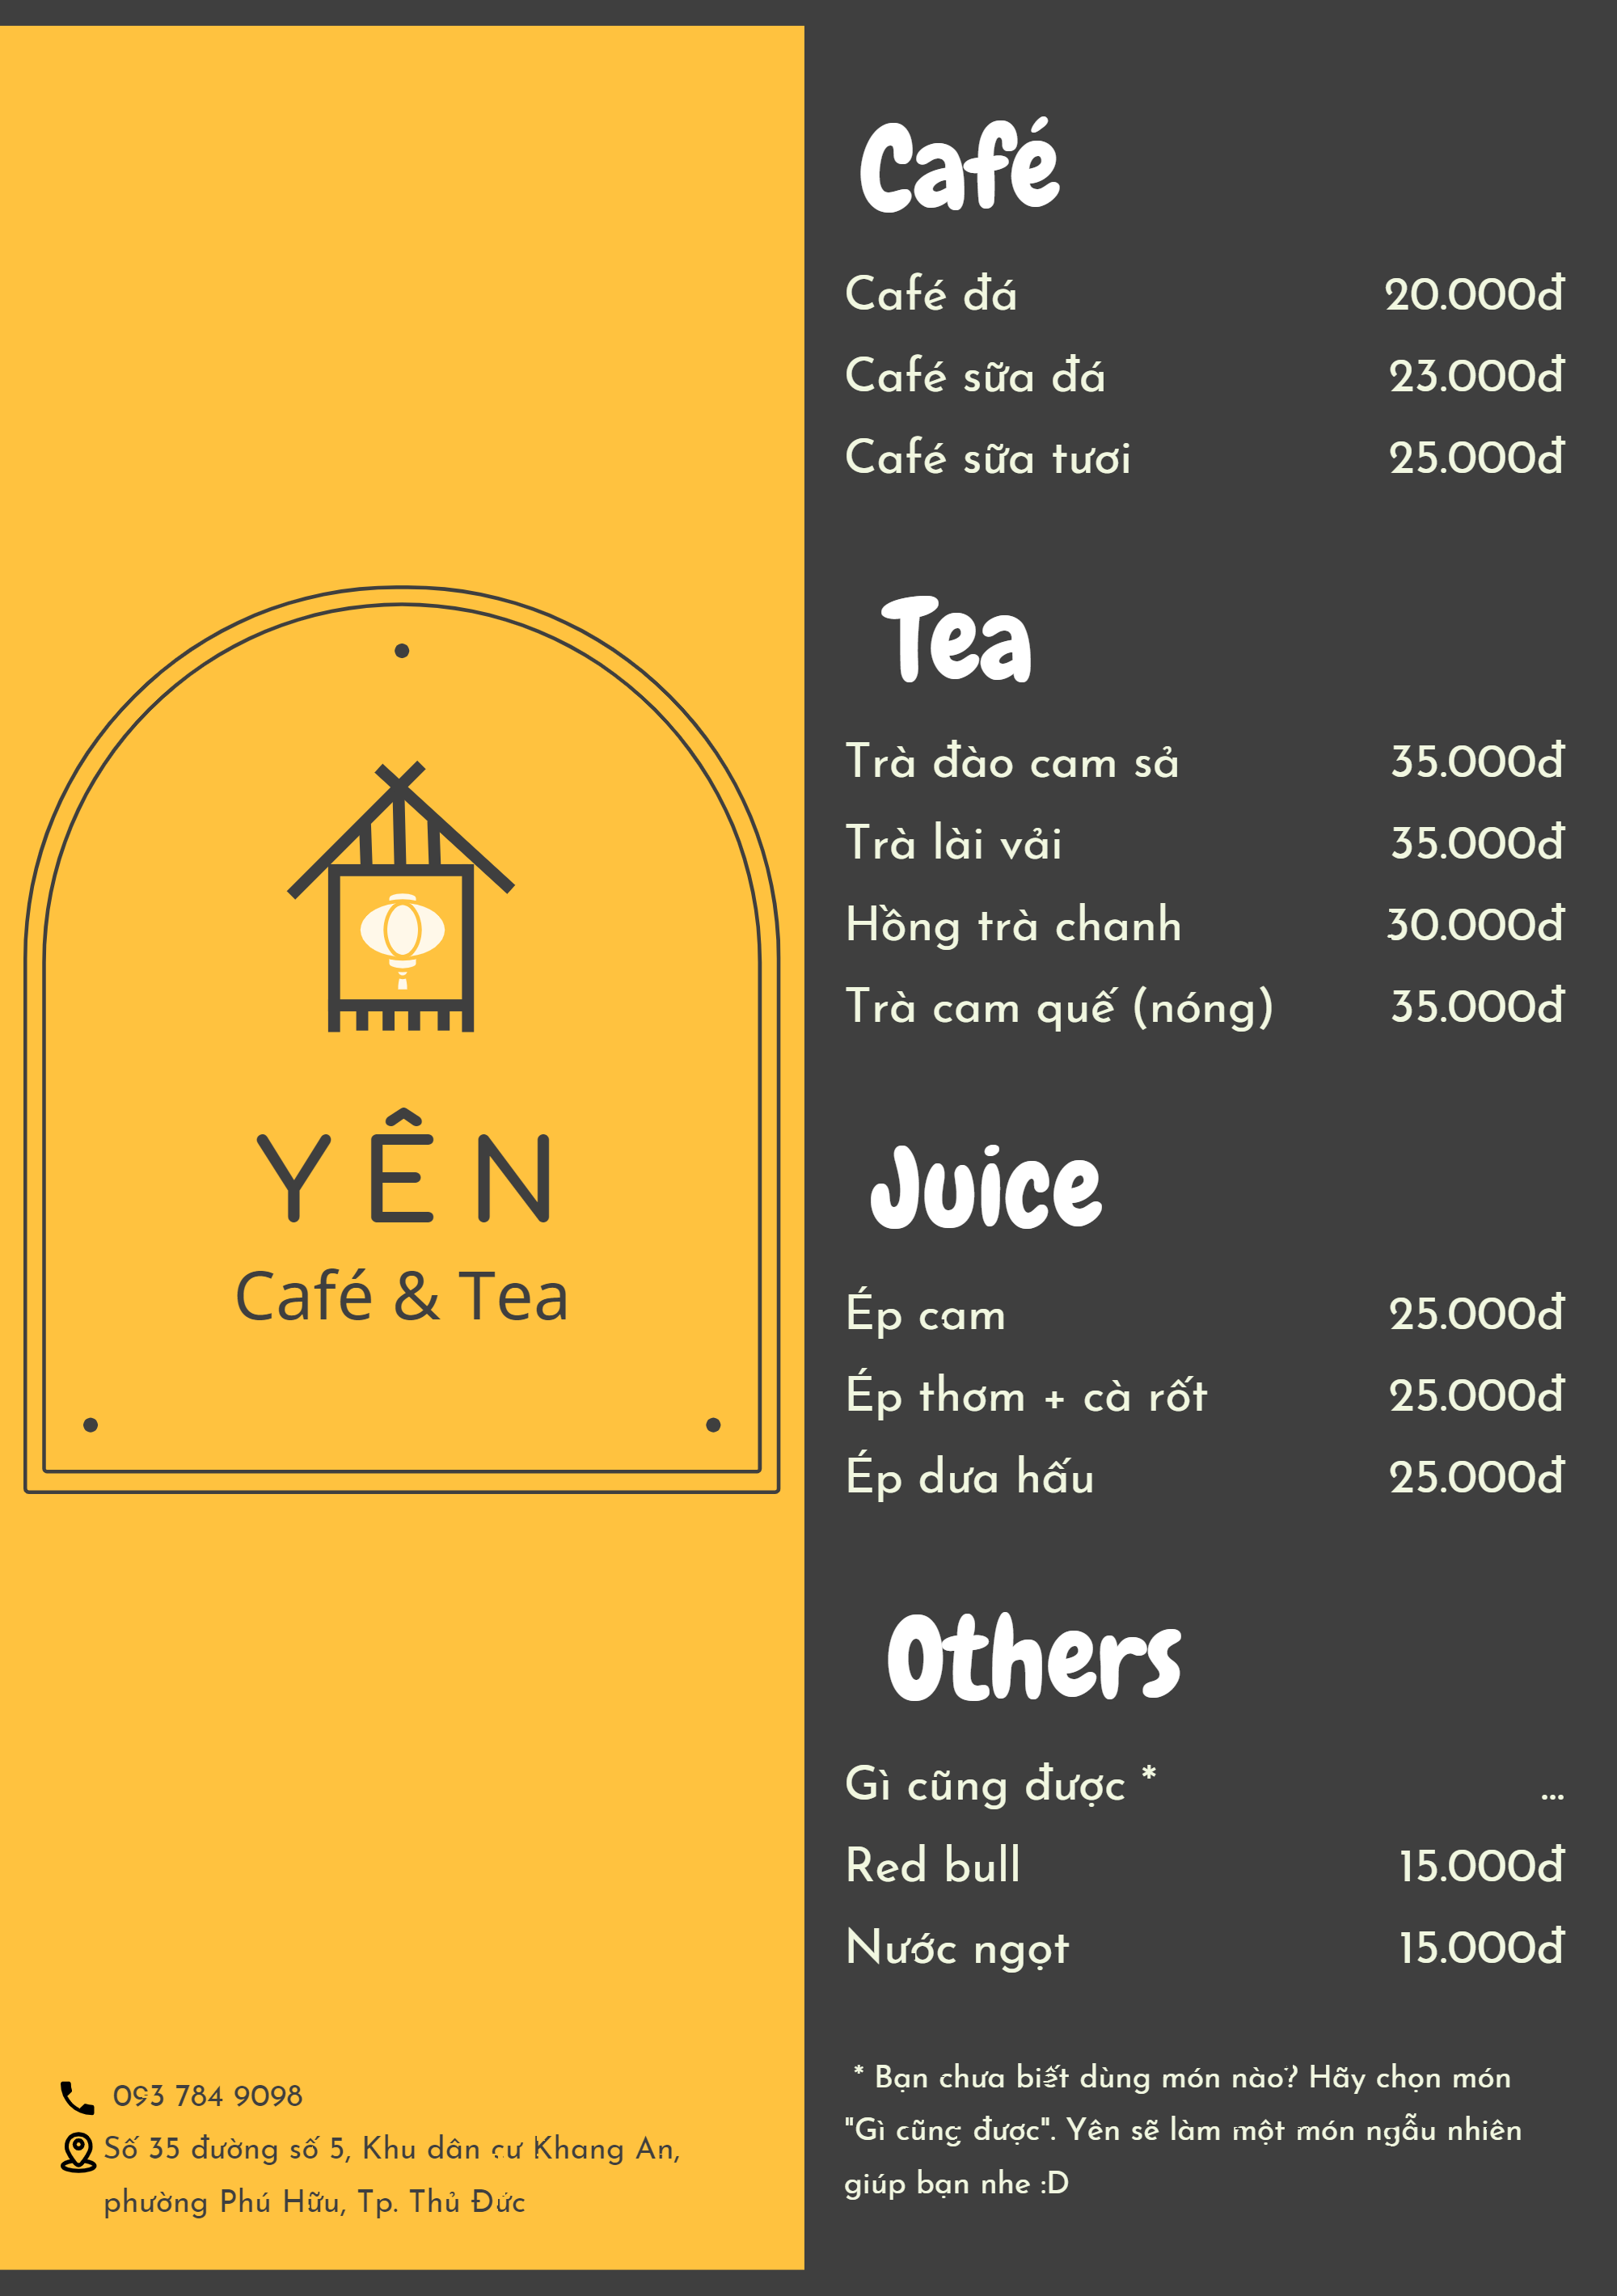 YÊN
Café & Tea
093 784 9098
Số 35 đường số 5, Khu dân cư Khang An,
phường Phú Hữu, Tp. Thủ Đức
Café
Café đá 20.000đ
Café sữa đá 23.000đ
Café sữa tươi 25.000đ
Tea
Trà đào cam sả 35.000đ
Trà lài vải 35.000đ
Hồng trà chanh 30.000đ
Trà cam quế (nóng) 35.000đ
Juice
Ép cam 25.000đ
Ép thơm + cà rốt 25.000đ
Ép dưa hấu 25.000đ
Others
Gì cũng được * ...
Red bull 15.000đ
Nước ngọt 15.000đ
* Bạn chưa biết dùng món nào? Hãy chọn món
"Gì cũng được". Yên sẽ làm một món ngẫu nhiên
giúp bạn nhe :D